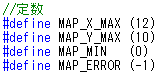 //定数
#define MAP_X_MAX (12)
#define MAP_Y_MAX (10)
#define MAP_MIN   (0)
#define MAP_ERROR (-1)